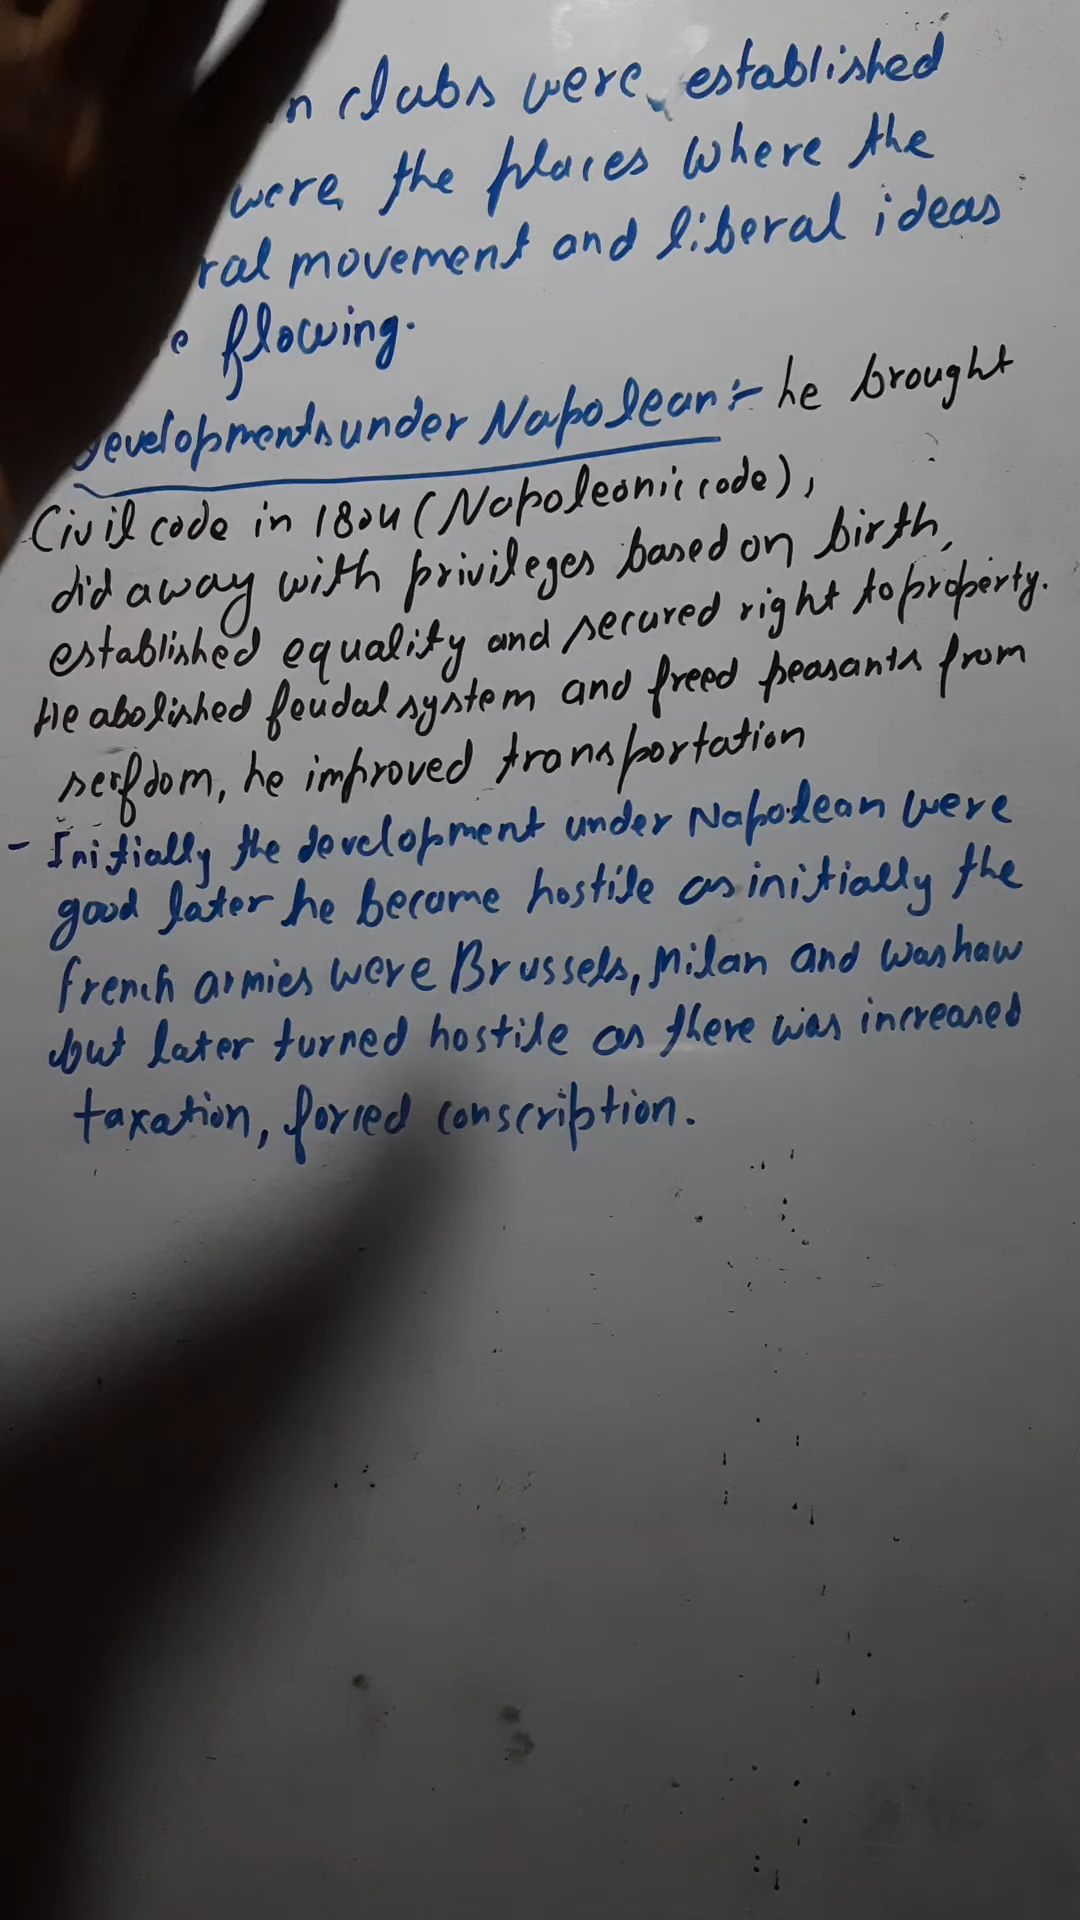 n clubs were established
were the places where the
ral movement and liberal ideas
e flowing.
Developments under Napolean:- he brought
Civil code in 1804 (Napoleonic code),
did away with privileges based on birth,
established equality and secured right to property.
He abolished feudal system and freed peasants from
serfdom, he improved transportation
- Initially the development under Napolean were
good later he became hostile as initially the
french armies were Brussels, Milan and Washaw
but later turned hostile as there was increased
taxation, forced conscription.